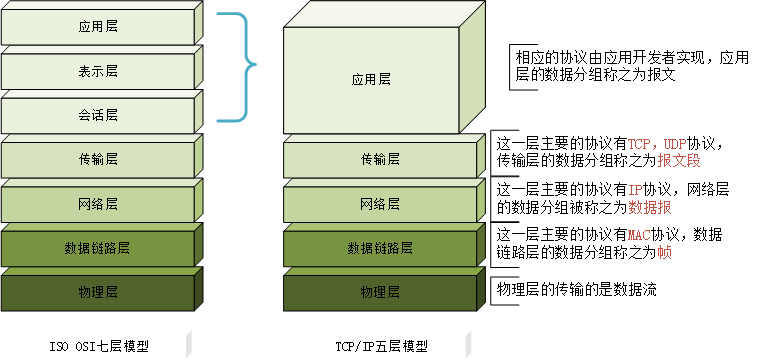 应用层
表示层
会话层
传输层
网络层
数据链路层
物理层
ISO OSI七层模型
应用层
传输层
网络层
数据链路层
物理层
TCP/IP五层模型
相应的协议由应用开发者实现，应用
层的数据分组称之为报文
这一层主要的协议有TCP，UDP协议，
传输层的数据分组称之为报文段
这一层主要的协议有IP协议，网络层
的数据分组被称之为数据报
这一层主要的协议有MAC协议，数据
链路层的数据分组称之为帧
物理层的传输的是数据流